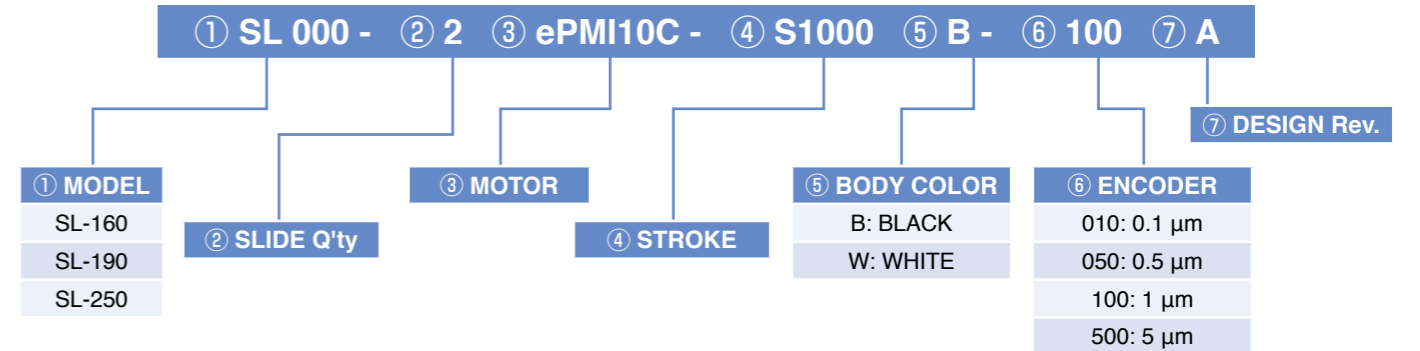 ① SL 000 - ② 2 ③ ePMI10C - ④ S1000 ⑤ B - ⑥ 100 ⑦ A
⑦ DESIGN Rev.
① MODEL
SL-160
SL-190
SL-250
② SLIDE Q'ty
③ MOTOR
④ STROKE
⑤ BODY COLOR
B: BLACK
W: WHITE
⑥ ENCODER
010: 0.1 μm
050: 0.5 μm
100: 1 μm
500: 5 μm